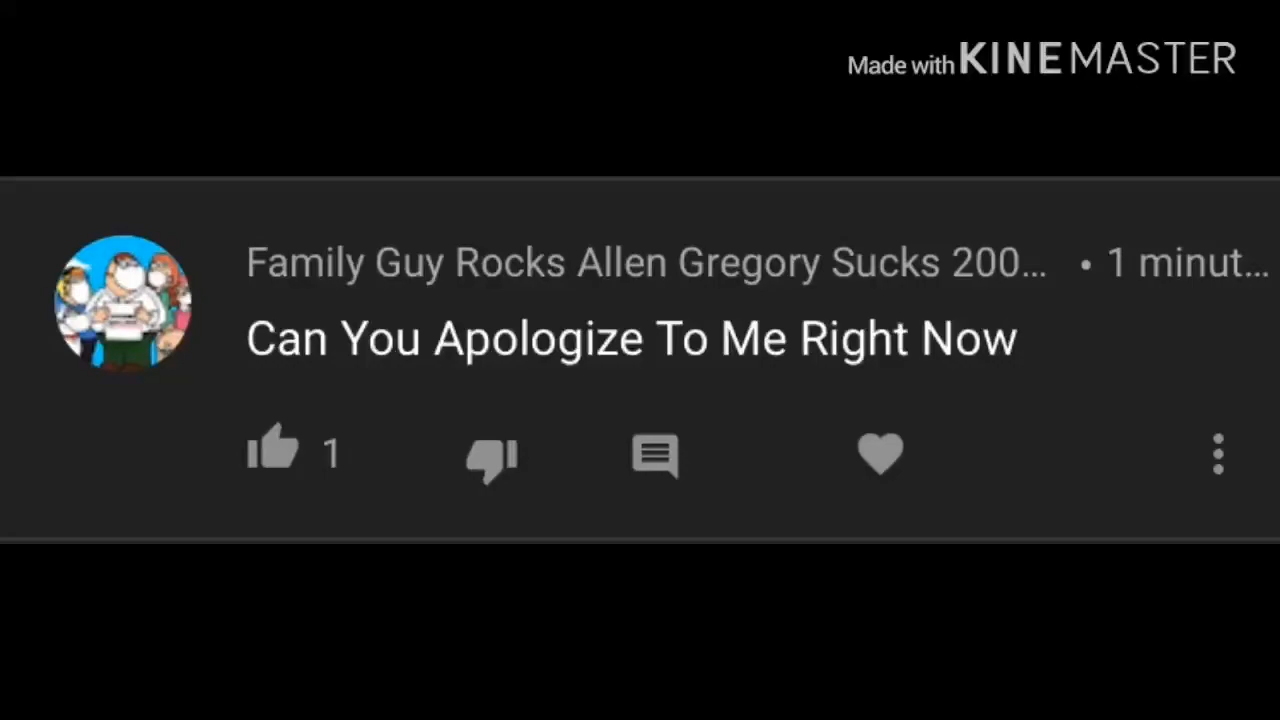 Made with KINEMASTER
Family Guy Rocks Allen Gregory Sucks 200... • 1 minut...
Can You Apologize To Me Right Now
1